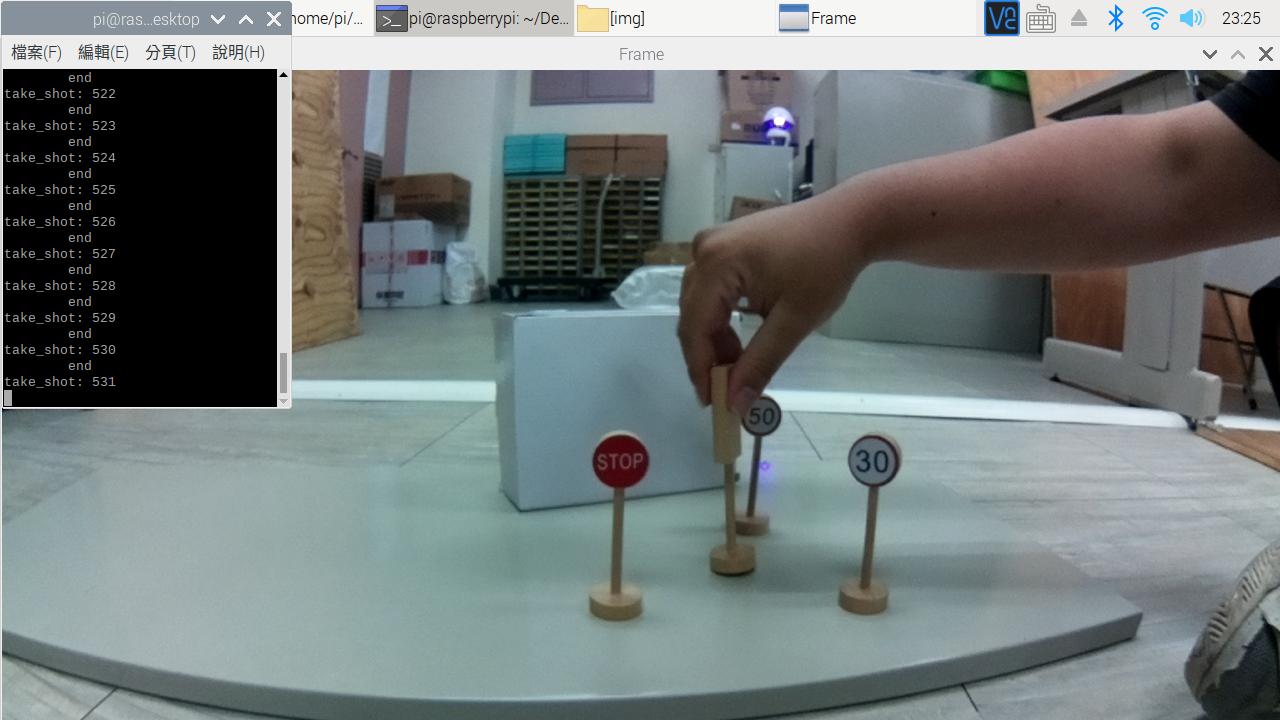 pi@ras...esktop
home/pi/...
pi@raspberrypi: ~/De...
[img]
Frame
23:25
檔案(F) 編輯(E) 分頁(T) 說明(H)
Frame
end
take_shot: 522
end
take_shot: 523
end
take_shot: 524
end
take_shot: 525
end
take_shot: 526
end
take_shot: 527
end
take_shot: 528
end
take_shot: 529
end
take_shot: 530
end
take_shot: 531
50
STOP
30